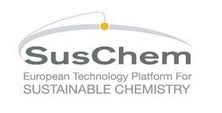 SusChem
European Technology Platform For
SUSTAINABLE CHEMISTRY